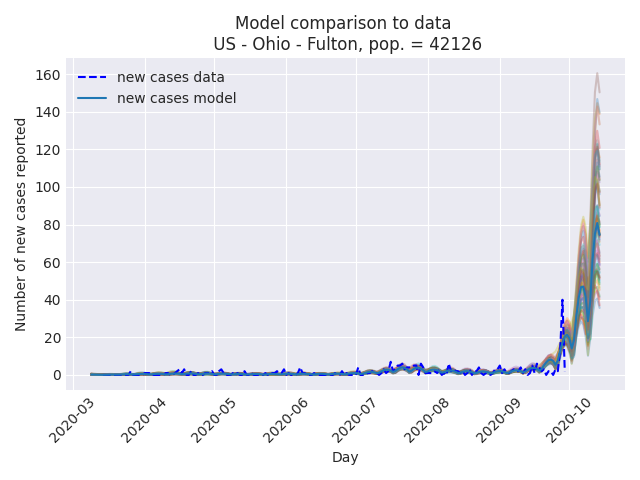 Model comparison to data
US - Ohio - Fulton, pop. = 42126
new cases data
new cases model
Number of new cases reported
160
140
120
100
80
60
40
20
0
2020-03
2020-04
2020-05
2020-06
2020-07
2020-08
2020-09
2020-10
Day